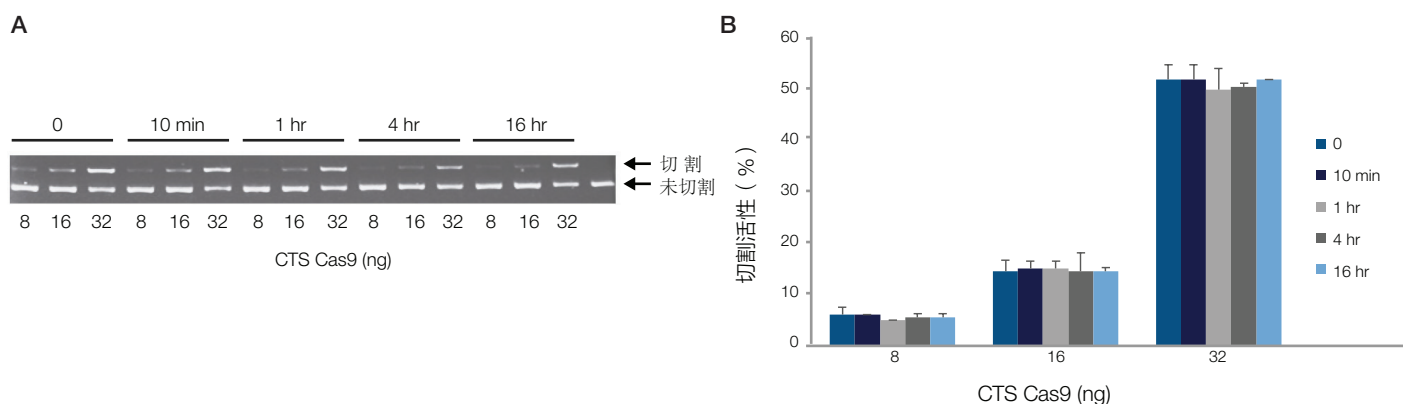 A
0 10 min 1 hr 4 hr 16 hr
切割
未切割
8 16 32 8 16 32 8 16 32 8 16 32 8 16 32
CTS Cas9 (ng)
B
切割活性（%）
60
50
40
30
20
10
0
8 16 32
CTS Cas9 (ng)
0
10 min
1 hr
4 hr
16 hr